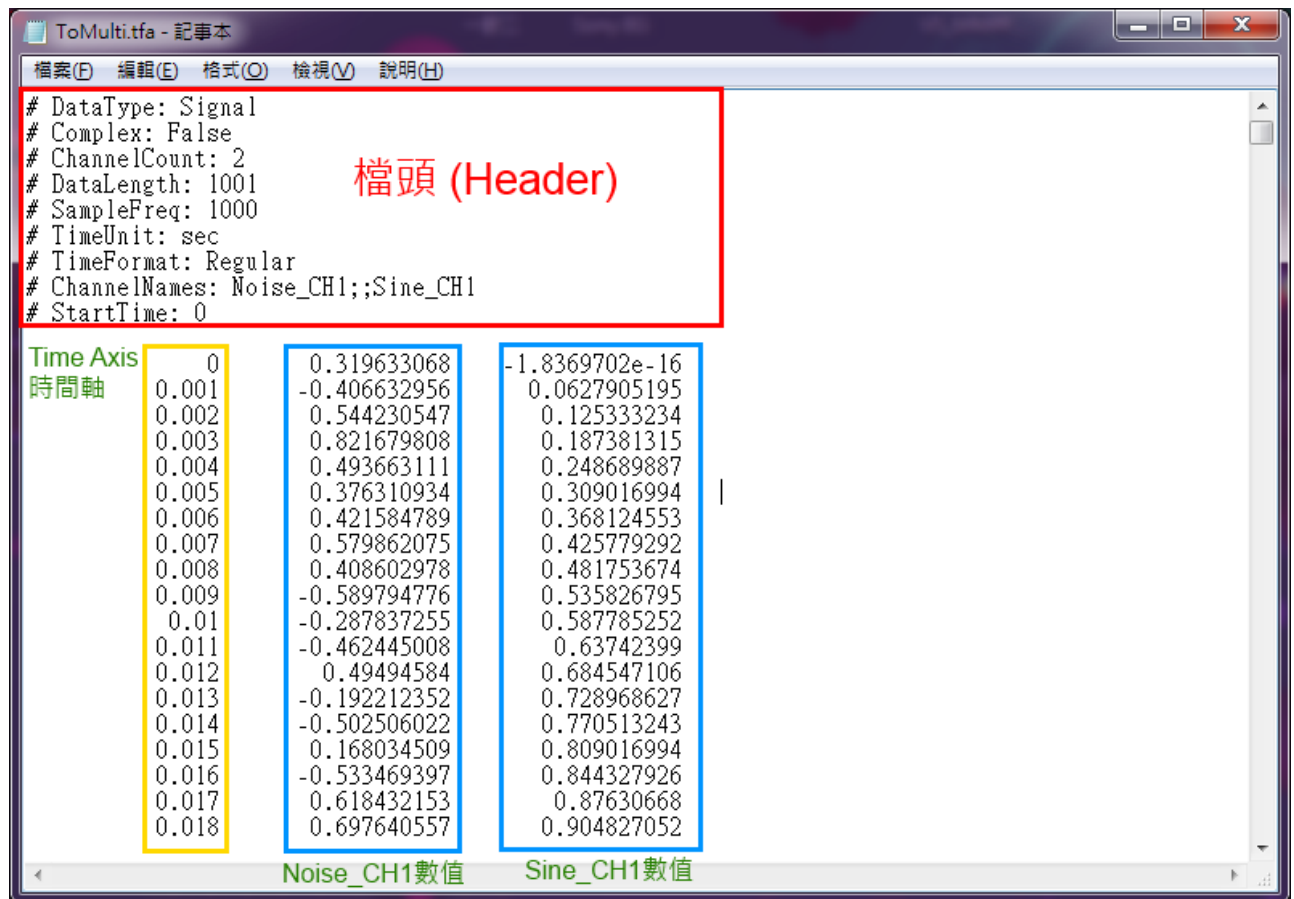 ToMulti.tfa - 記事本
檔案(F) 編輯(E) 格式(O) 檢視(V) 說明(H)
# DataType: Signal
# Complex: False
# ChannelCount: 2
# DataLength: 1001
# SampleFreq: 1000
# TimeUnit: sec
# TimeFormat: Regular
# ChannelNames: Noise_CH1;;Sine_CH1
# StartTime: 0
檔頭 (Header)
Time Axis
時間軸
0 0.319633068 -1.8369702e-16
0.001 -0.406632956 0.0627905195
0.002 0.544230547 0.125333234
0.003 0.821679808 0.187381315
0.004 0.493663111 0.248689887
0.005 0.376310934 0.309016994
0.006 0.421584789 0.368124553
0.007 0.579862075 0.425779292
0.008 0.408602978 0.481753674
0.009 -0.589794776 0.535826795
0.01 -0.287837255 0.587785252
0.011 -0.462445008 0.63742399
0.012 0.49494584 0.684547106
0.013 -0.192212352 0.728968627
0.014 -0.502506022 0.770513243
0.015 0.168034509 0.809016994
0.016 -0.533469397 0.844327926
0.017 0.618432153 0.87630668
0.018 0.697640557 0.904827052
Noise_CH1數值 Sine_CH1數值